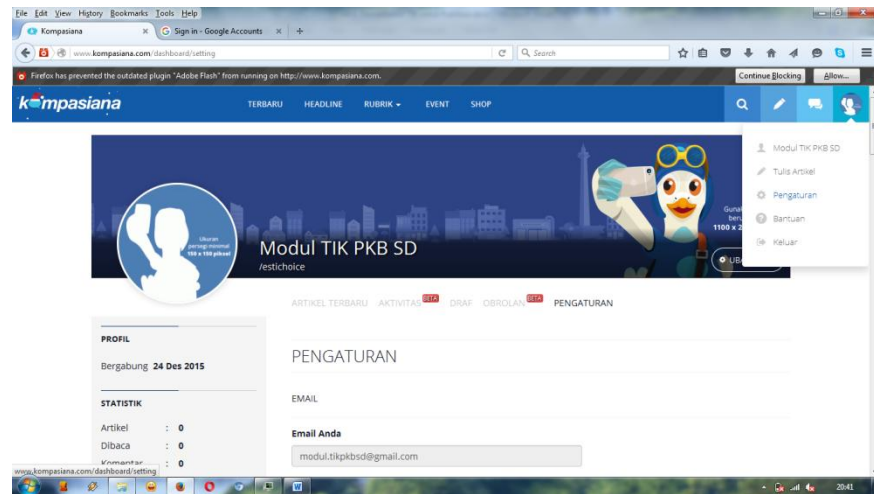 File Edit View History Bookmarks Tools Help
Kompasiana × Sign in - Google Accounts × +
www.kompasiana.com/dashboard/setting Search
Firefox has prevented the outdated plugin "Adobe Flash" from running on http://www.kompasiana.com. Continue Blocking Allow...
kompasiana TERBARU HEADLINE RUBRIK EVENT SHOP
Modul TIK PKB SD
Tulis Artikel
Pengaturan
Bantuan
Keluar
Ukuran
persegi minimal
150 x 150 piksel
1100 x 2
Modul TIK PKB SD
/estichoice
ARTIKEL TERBARU AKTIVITAS BETA DRAF OBROLAN BETA PENGATURAN
PROFIL
Bergabung 24 Des 2015
STATISTIK
Artikel : 0
Dibaca : 0
Komentar : 0
PENGATURAN
EMAIL
Email Anda
modul.tikpkbsd@gmail.com
www.kompasiana.com/dashboard/setting
20:41